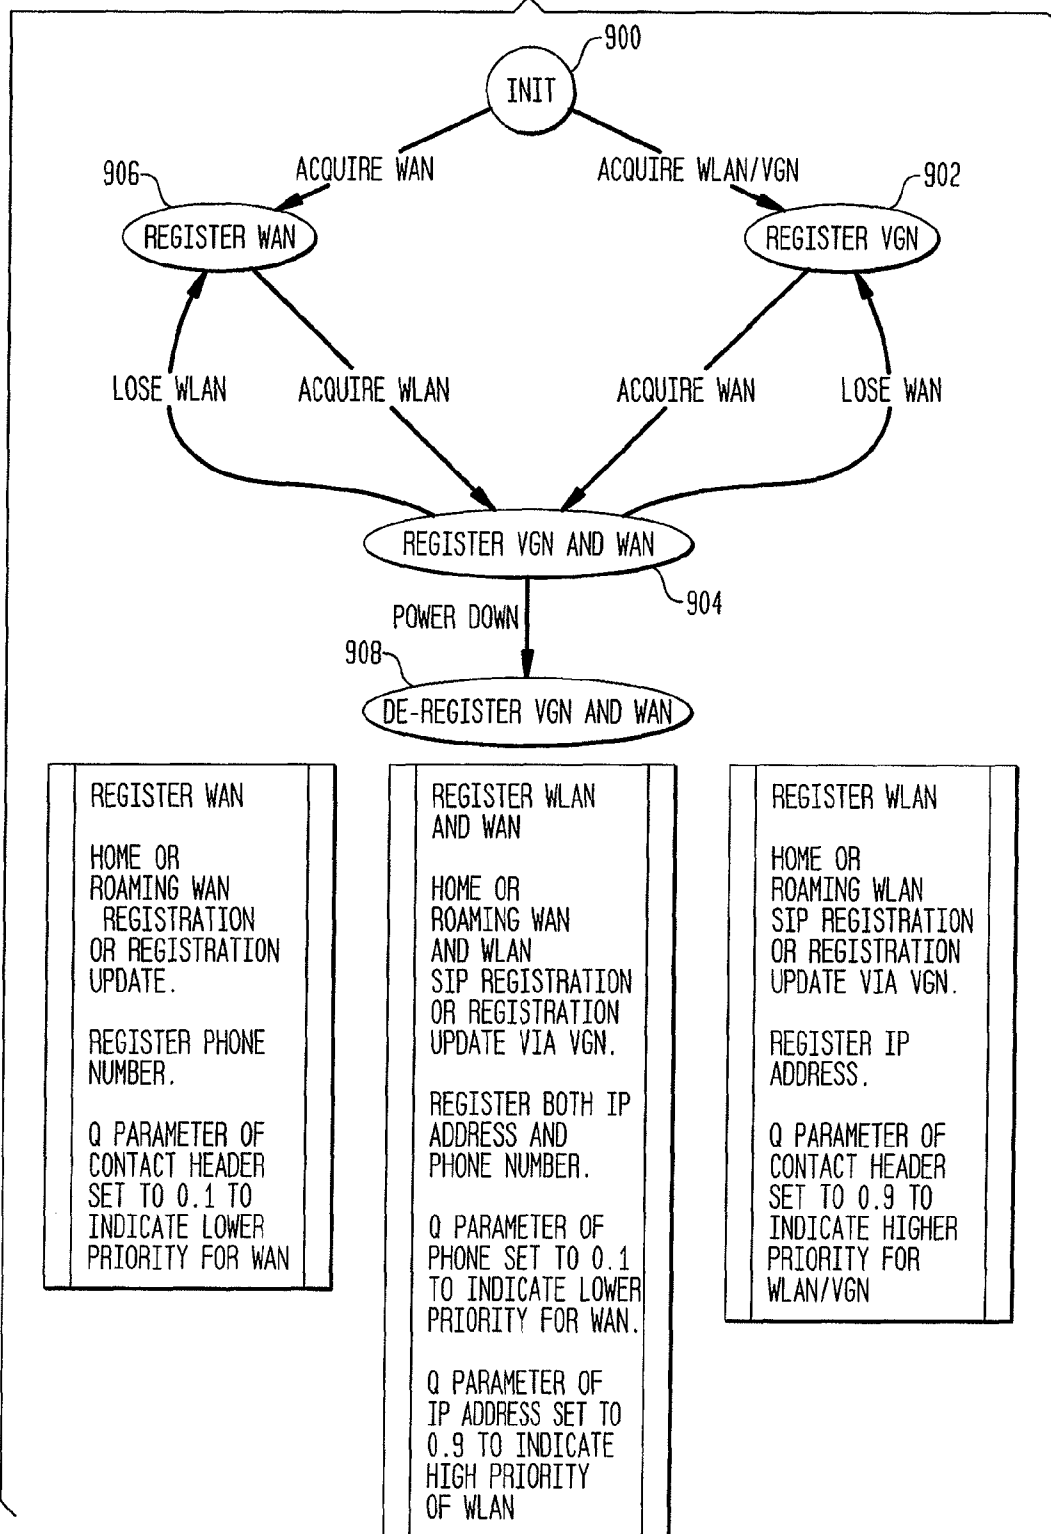 900
INIT
ACQUIRE WAN
ACQUIRE WLAN/VGN
906
902
REGISTER WAN
REGISTER VGN
LOSE WLAN
ACQUIRE WLAN
ACQUIRE WAN
LOSE WAN
REGISTER VGN AND WAN
904
POWER DOWN
908
DE-REGISTER VGN AND WAN
REGISTER WAN
HOME OR
ROAMING WAN
REGISTRATION
OR REGISTRATION
UPDATE.
REGISTER PHONE
NUMBER.
Q PARAMETER OF
CONTACT HEADER
SET TO 0.1 TO
INDICATE LOWER
PRIORITY FOR WAN
REGISTER WLAN
AND WAN
HOME OR
ROAMING WAN
AND WLAN
SIP REGISTRATION
OR REGISTRATION
UPDATE VIA VGN.
REGISTER BOTH IP
ADDRESS AND
PHONE NUMBER.
Q PARAMETER OF
PHONE SET TO 0.1
TO INDICATE LOWER
PRIORITY FOR WAN.
Q PARAMETER OF
IP ADDRESS SET TO
0.9 TO INDICATE
HIGH PRIORITY
OF WLAN
REGISTER WLAN
HOME OR
ROAMING WLAN
SIP REGISTRATION
OR REGISTRATION
UPDATE VIA VGN.
REGISTER IP
ADDRESS.
Q PARAMETER OF
CONTACT HEADER
SET TO 0.9 TO
INDICATE HIGHER
PRIORITY FOR
WLAN/VGN